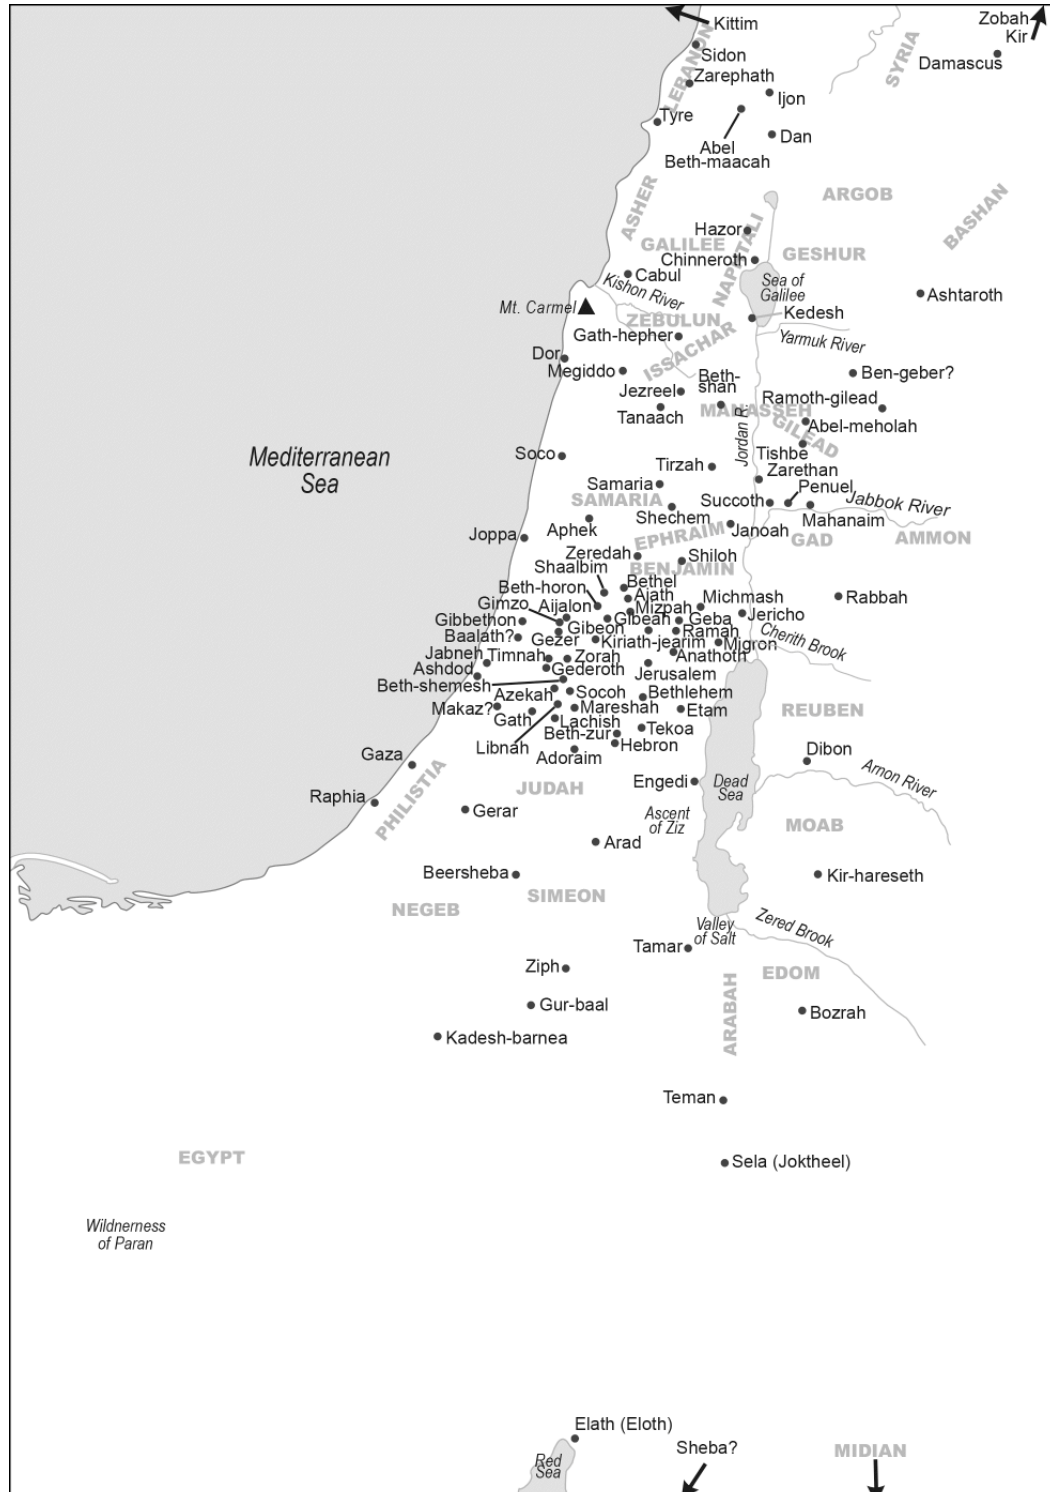 Kittim
Zobah
Kir
Sidon
LEBANON
SYRIA
Damascus
Zarephath
Ijon
Tyre
Abel
Beth-maacah
Dan
ASHER
ARGOB
BASHAN
Hazor
NAPHTALI
GALILEE
GESHUR
Chinneroth
Cabul
Kishon River
Sea of
Galilee
Ashtaroth
Mt. Carmel
Kedesh
ZEBULUN
Gath-hepher
ISSACHAR
Yarmuk River
Dor
Megiddo
Ben-geber?
Beth-
shan
Jezreel
Ramoth-gilead
Tanaach
MANASSEH
GILEAD
Abel-meholah
Jordan R.
Mediterranean
Sea
Soco
Tishbe
Tirzah
Zarethan
Samaria
Penuel
SAMARIA
Succoth
Jabbok River
Shechem
Mahanaim
Aphek
Janoah
Joppa
EPHRAIM
GAD
AMMON
Zeredah
Shiloh
Shaalbim
BENJAMIN
Beth-horon
Bethel
Ajath
Michmash
Rabbah
Gimzo
Aijalon
Mizpah
Gibbethon
Gibeah
Geba
Jericho
Baalath?
Gibeon
Ramah
Gezer
Kiriath-jearim
Migron
Cherith Brook
Jabneh
Timnah
Zorah
Anathoth
Ashdod
Gederoth
Jerusalem
Beth-shemesh
Azekah
Socoh
Bethlehem
Makaz?
Mareshah
Etam
REUBEN
Gath
Lachish
Tekoa
Libnah
Beth-zur
Hebron
Adoraim
Dibon
Gaza
Arnon River
PHILISTIA
JUDAH
Engedi
Dead
Sea
Raphia
Gerar
Ascent
of Ziz
MOAB
Arad
Beersheba
Kir-hareseth
SIMEON
NEGEB
Valley
of Salt
Zered Brook
Tamar
Ziph
EDOM
ARABAH
Gur-baal
Bozrah
Kadesh-barnea
Teman
EGYPT
Sela (Joktheel)
Wildnerness
of Paran
Elath (Eloth)
Sheba?
MIDIAN
Red
Sea